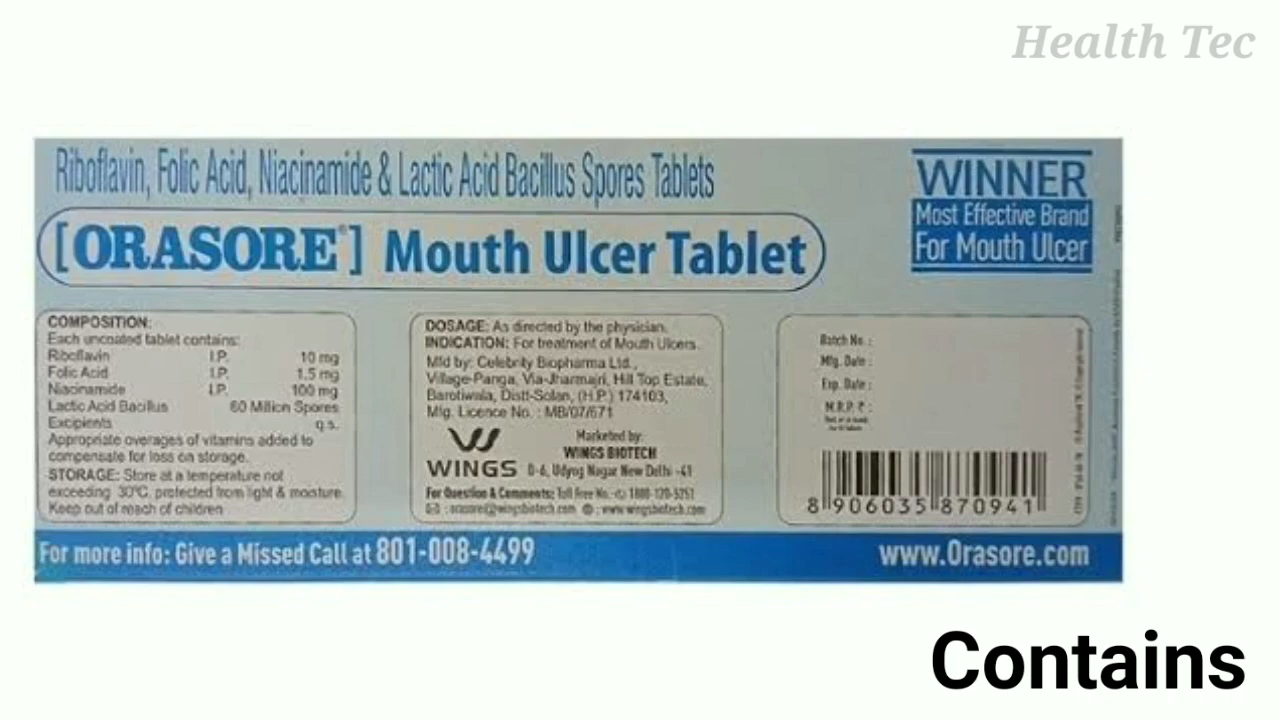 Health Tec
Riboflavin, Folic Acid, Niacinamide & Lactic Acid Bacillus Spores Tablets
[ORASORE®] Mouth Ulcer Tablet
WINNER
Most Effective Brand
For Mouth Ulcer
COMPOSITION:
Each uncoated tablet contains:
Riboflavin I.P. 10 mg
Folic Acid I.P. 1.5 mg
Niacinamide I.P. 100 mg
Lactic Acid Bacillus 60 Million Spores
Excipients q.s.
Appropriate overages of vitamins added to
compensate for loss on storage.
STORAGE: Store at a temperature not
exceeding 30°C, protected from light & moisture.
Keep out of reach of children
DOSAGE: As directed by the physician.
INDICATION: For treatment of Mouth Ulcers.
Mfd by: Celebrity Biopharma Ltd.,
Village-Panga, Via-Jharmajri, Hill Top Estate,
Barotiwala, Distt-Solan, (H.P.) 174103,
Mfg. Licence No. : MB/07/671
WINGS
Marketed by:
WINGS BIOTECH
D-6, Udyog Nagar New Delhi -41
For Question & Comments: Toll Free No.- 1800-120-5251
: orasore@wingsbiotech.com : www.wingsbiotech.com
Batch No. :
Mfg. Date :
Exp. Date :
M.R.P. ₹ :
8 906035 870941
For more info: Give a Missed Call at 801-008-4499
www.Orasore.com
Contains